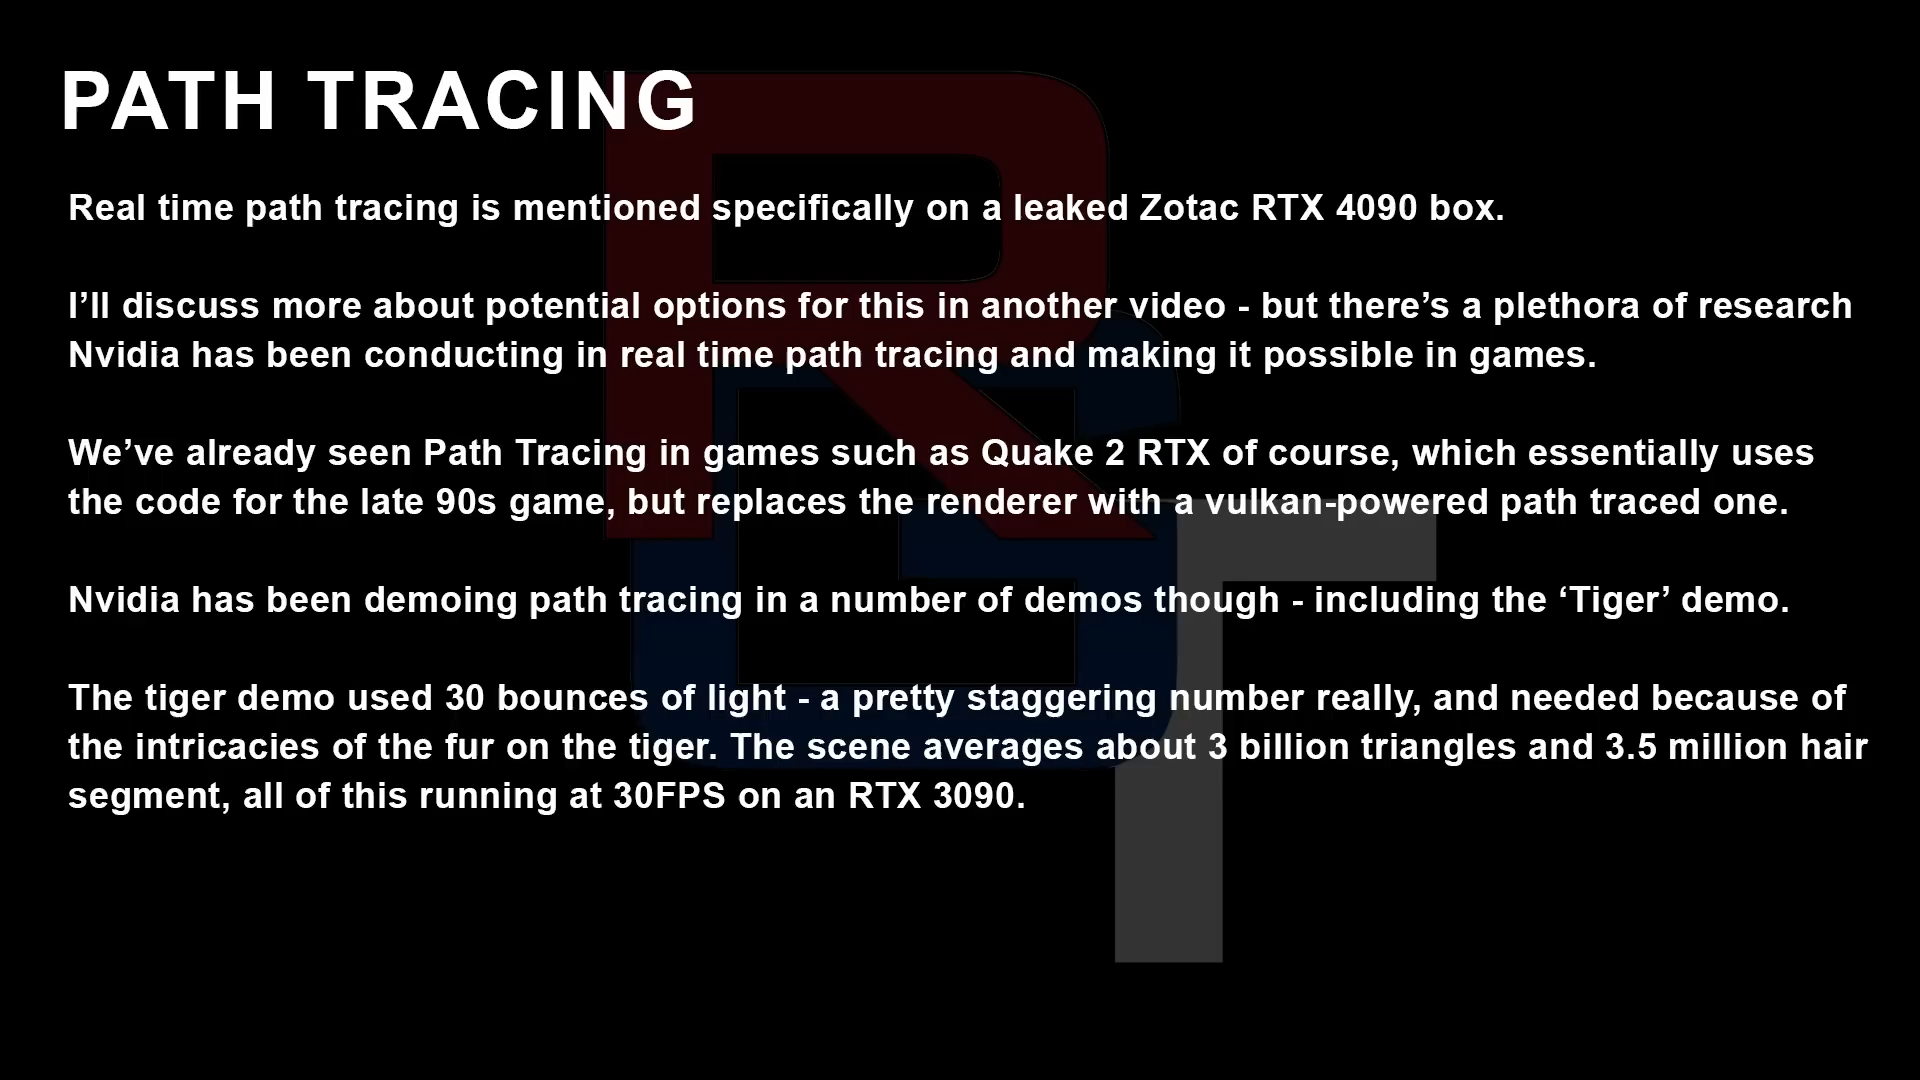 PATH TRACING
Real time path tracing is mentioned specifically on a leaked Zotac RTX 4090 box.
I’ll discuss more about potential options for this in another video - but there’s a plethora of research
Nvidia has been conducting in real time path tracing and making it possible in games.
We’ve already seen Path Tracing in games such as Quake 2 RTX of course, which essentially uses
the code for the late 90s game, but replaces the renderer with a vulkan-powered path traced one.
Nvidia has been demoing path tracing in a number of demos though - including the ‘Tiger’ demo.
The tiger demo used 30 bounces of light - a pretty staggering number really, and needed because of
the intricacies of the fur on the tiger. The scene averages about 3 billion triangles and 3.5 million hair
segment, all of this running at 30FPS on an RTX 3090.
RGT